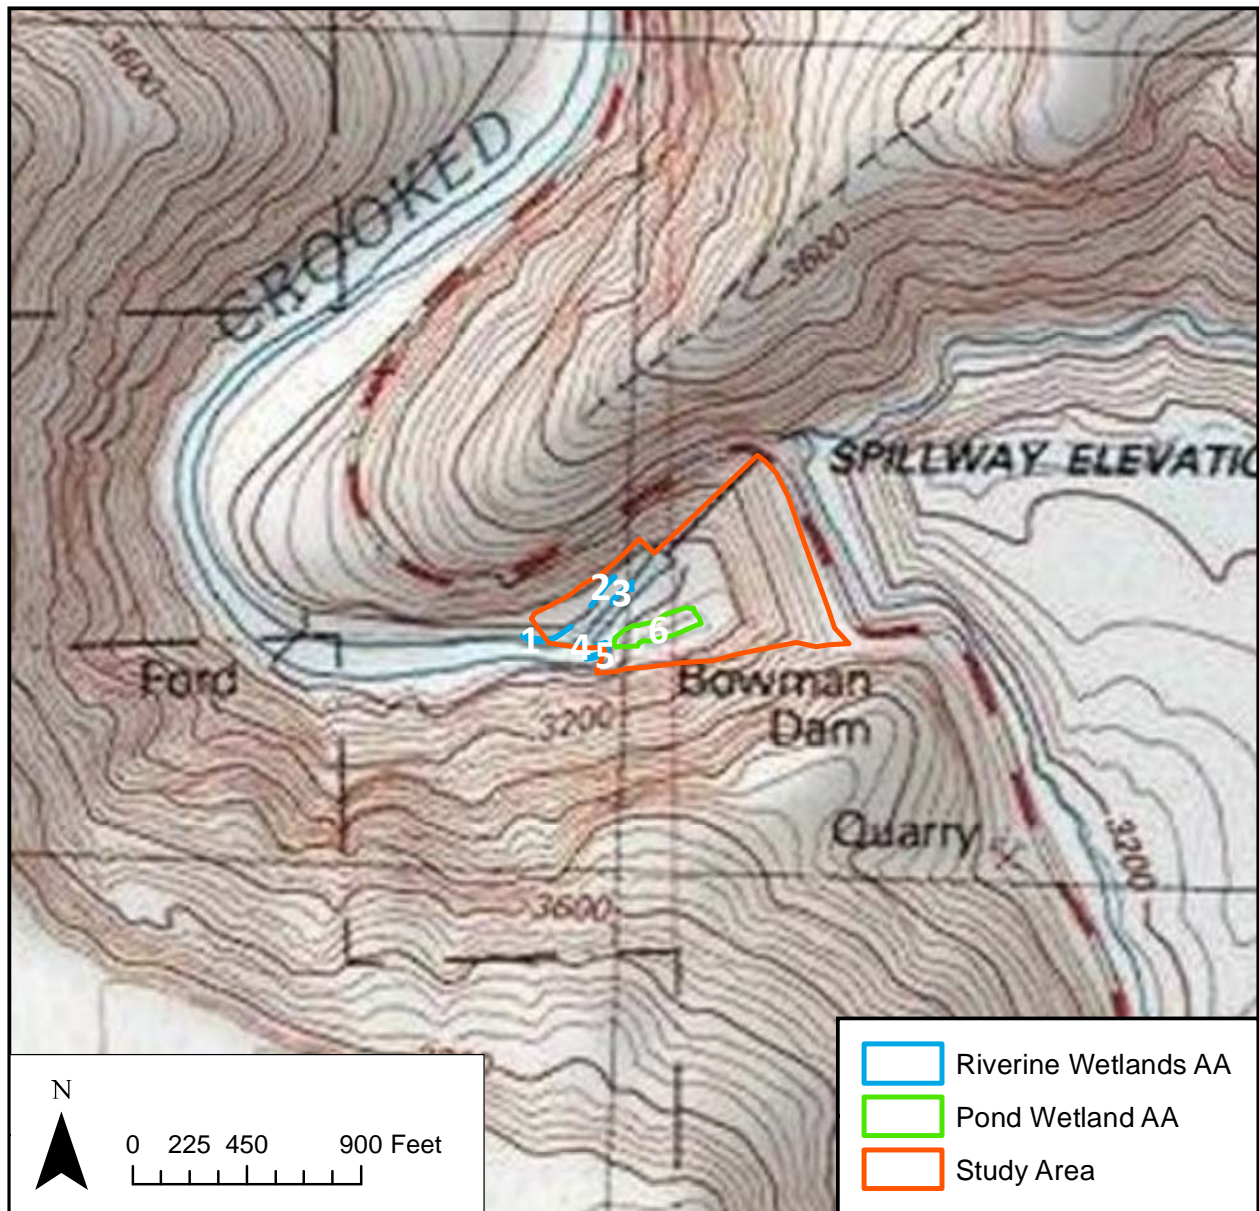 3600
CROOKED
3600
SPILLWAY ELEVATIO
2
3
1
4
5
6
Ford
Bowman
Dam
3200
Quarry
3200
3600
N
0 225 450 900 Feet
Riverine Wetlands AA
Pond Wetland AA
Study Area